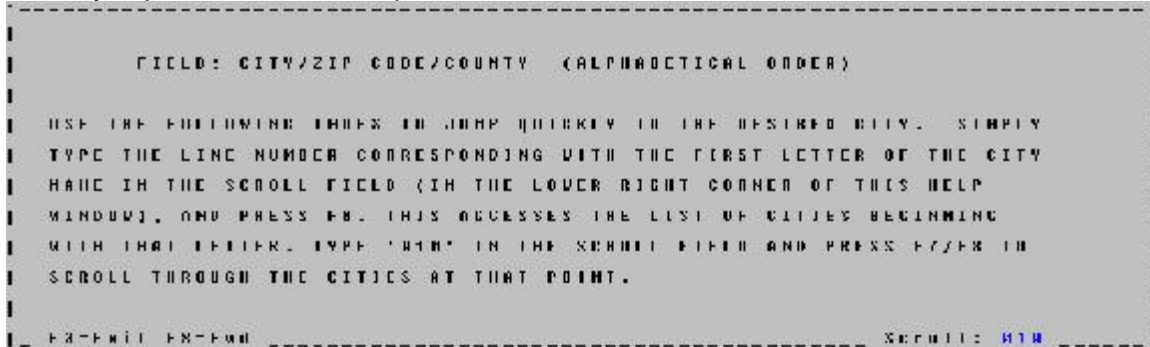 FIELD: CITY/ZIP CODE/COUNTY (ALPHABETICAL ORDER)
USE THE FOLLOWING INDEX TO JUMP QUICKLY TO THE DESIRED CITY. SIMPLY
TYPE THE LINE NUMBER CORRESPONDING WITH THE FIRST LETTER OF THE CITY
NAME IN THE SCROLL FIELD (IN THE LOWER RIGHT CORNER OF THIS HELP
WINDOW), AND PRESS F8. THIS ACCESSES THE LIST OF CITIES BEGINNING
WITH THAT LETTER. TYPE IN THE SCROLL FIELD AND PRESS F7/F8 TO
SCROLL THROUGH THE CITIES AT THAT POINT.
F3=Exit F8=Fwd Scroll: